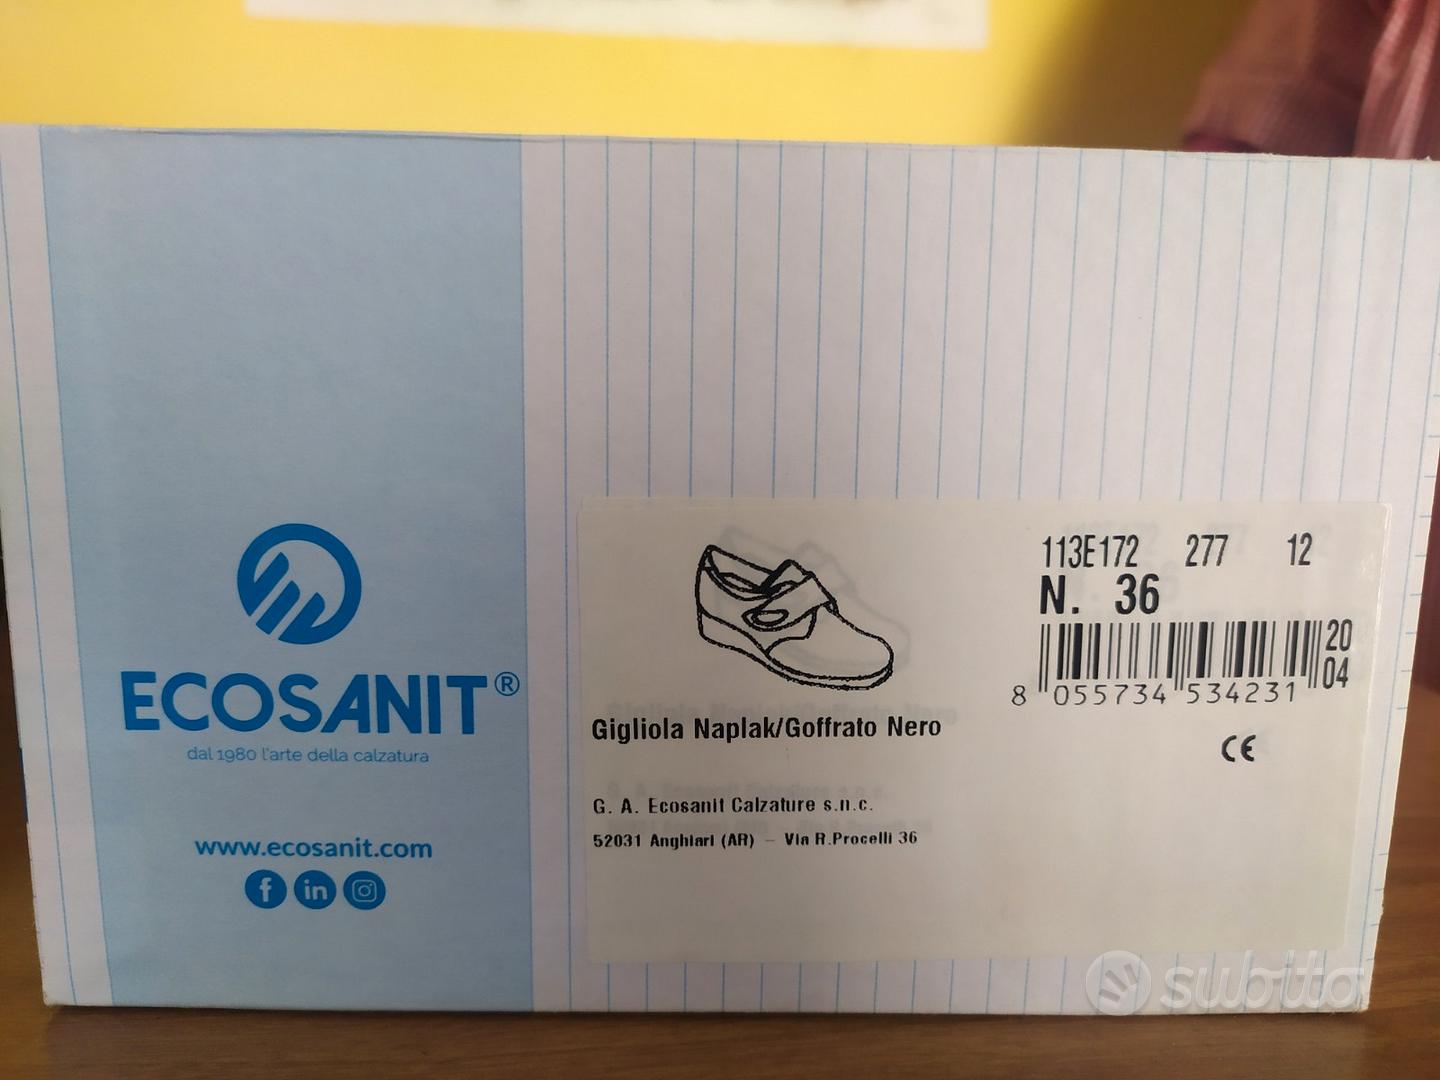 ECOSANIT®
dal 1980 l'arte della calzatura
www.ecosanit.com
f in
113E172 277 12
N. 36
20
04
8 055734 534231
Gigliola Naplak/Goffrato Nero
CE
G. A. Ecosanit Calzature s.n.c.
52031 Anghiari (AR) – Via R.Procelli 36
subito